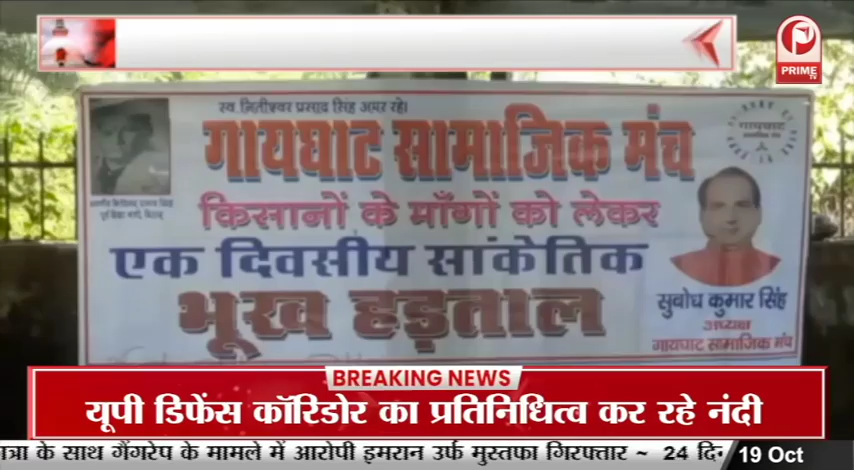 PRIME
TV
स्व. जितीश्वर प्रसाद सिंह अमर रहे।
गायघाट सामाजिक मंच
किसानों के माँगों को लेकर
एक दिवसीय सांकेतिक
भूख हड़ताल
सुबोध कुमार सिंह
अध्यक्ष
गायघाट सामाजिक मंच
BREAKING NEWS
यूपी डिफेंस कॉरिडोर का प्रतिनिधित्व कर रहे नंदी
ात्रा के साथ गैंगरेप के मामले में आरोपी इमरान उर्फ मुस्तफा गिरफ्तार ~ 24 दिन
19 Oct